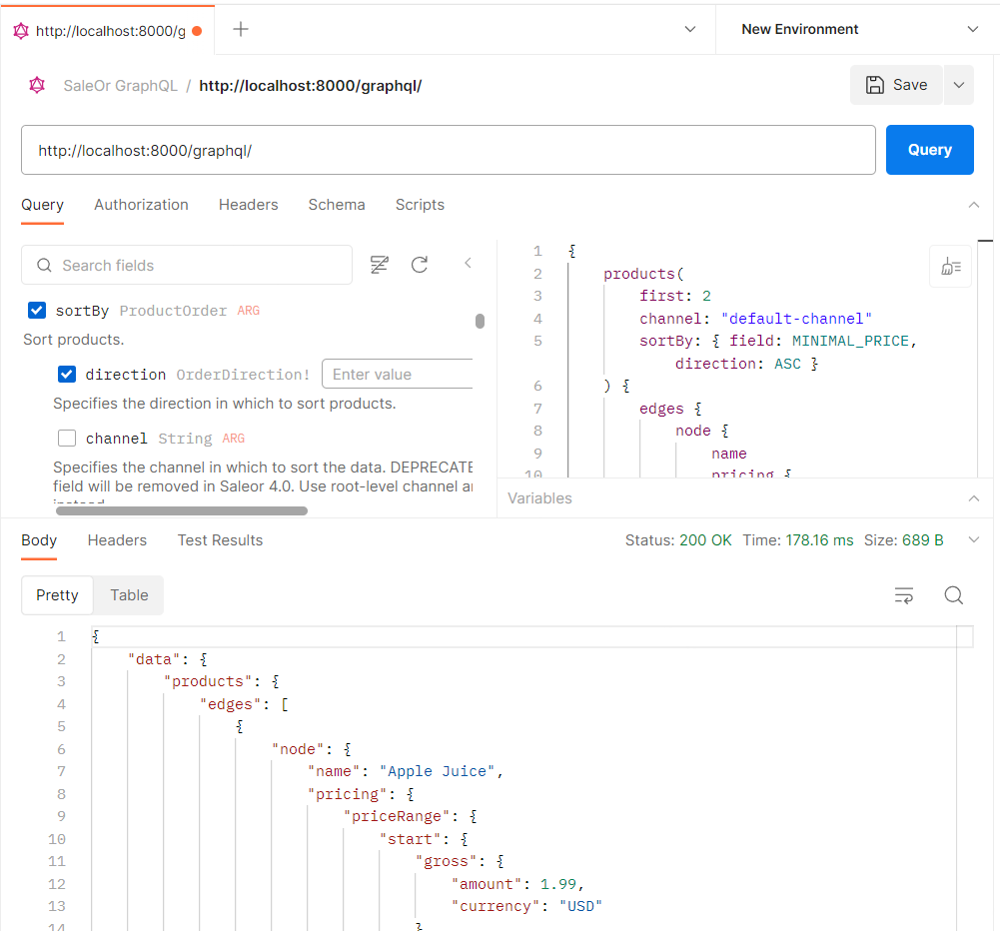 http://localhost:8000/g
New Environment
SaleOr GraphQL / http://localhost:8000/graphql/
Save
http://localhost:8000/graphql/
Query
Query Authorization Headers Schema Scripts
Search fields
sortBy ProductOrder ARG
Sort products.
direction OrderDirection! Enter value
Specifies the direction in which to sort products.
channel String ARG
Specifies the channel in which to sort the data. DEPRECATE
field will be removed in Saleor 4.0. Use root-level channel ar
instead
1 {
2 products(
3 first: 2
4 channel: "default-channel"
5 sortBy: { field: MINIMAL_PRICE,
direction: ASC }
6 ) {
7 edges {
8 node {
9 name
10 pricing {
Variables
Body Headers Test Results
Status: 200 OK Time: 178.16 ms Size: 689 B
Pretty Table
1 {
2 "data": {
3 "products": {
4 "edges": [
5 {
6 "node": {
7 "name": "Apple Juice",
8 "pricing": {
9 "priceRange": {
10 "start": {
11 "gross": {
12 "amount": 1.99,
13 "currency": "USD"
14 }